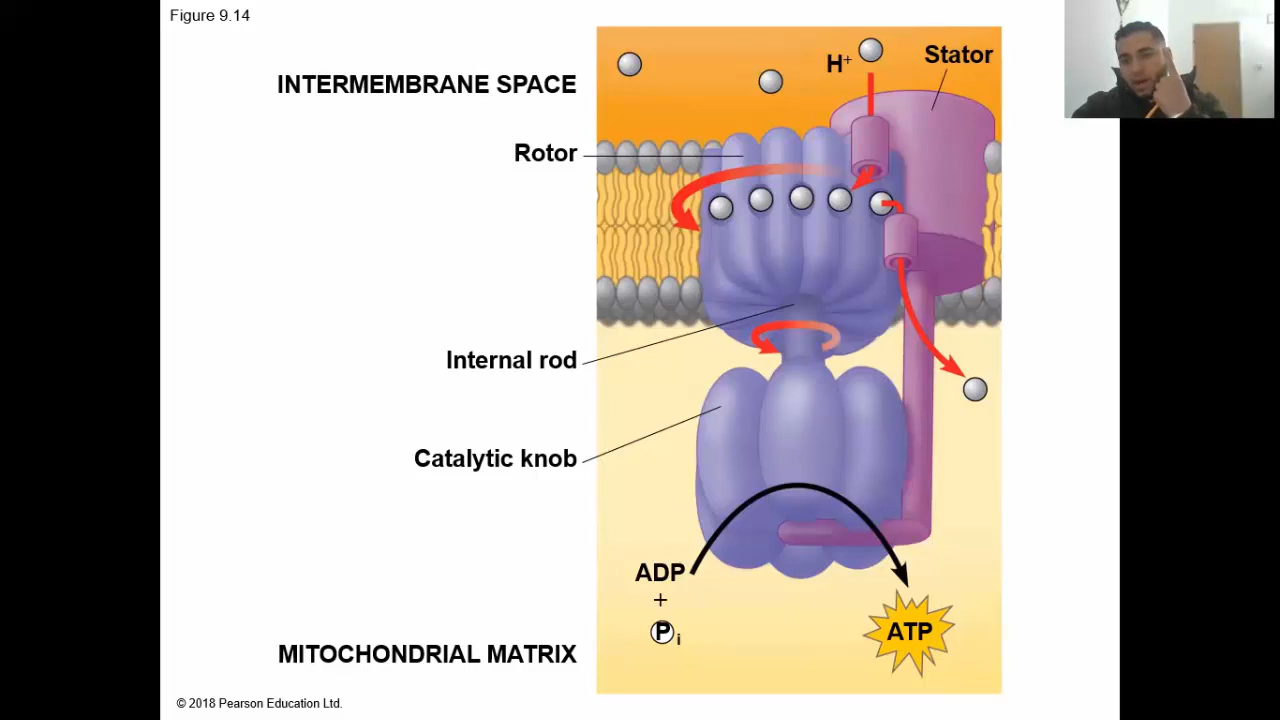 Figure 9.14
INTERMEMBRANE SPACE
H+
Stator
Rotor
Internal rod
Catalytic knob
ADP
+
P i
ATP
MITOCHONDRIAL MATRIX
© 2018 Pearson Education Ltd.